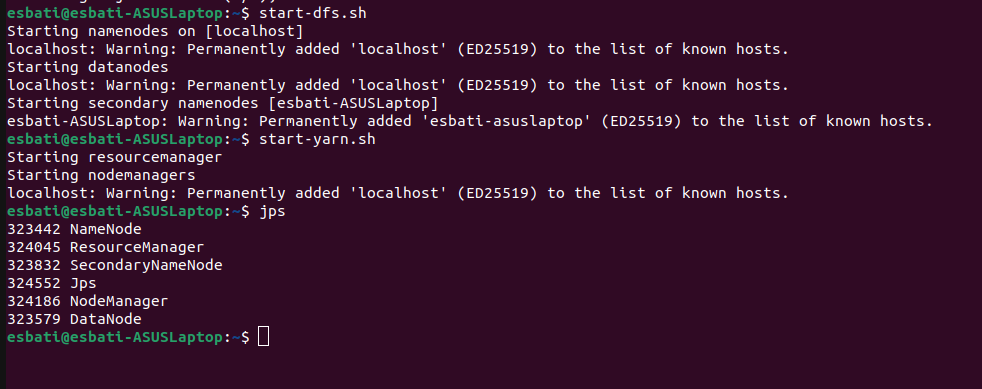 esbati@esbati-ASUSLaptop:~$ start-dfs.sh
Starting namenodes on [localhost]
localhost: Warning: Permanently added 'localhost' (ED25519) to the list of known hosts.
Starting datanodes
localhost: Warning: Permanently added 'localhost' (ED25519) to the list of known hosts.
Starting secondary namenodes [esbati-ASUSLaptop]
esbati-ASUSLaptop: Warning: Permanently added 'esbati-asuslaptop' (ED25519) to the list of known hosts.
esbati@esbati-ASUSLaptop:~$ start-yarn.sh
Starting resourcemanager
Starting nodemanagers
localhost: Warning: Permanently added 'localhost' (ED25519) to the list of known hosts.
esbati@esbati-ASUSLaptop:~$ jps
323442 NameNode
324045 ResourceManager
323832 SecondaryNameNode
324552 Jps
324186 NodeManager
323579 DataNode
esbati@esbati-ASUSLaptop:~$